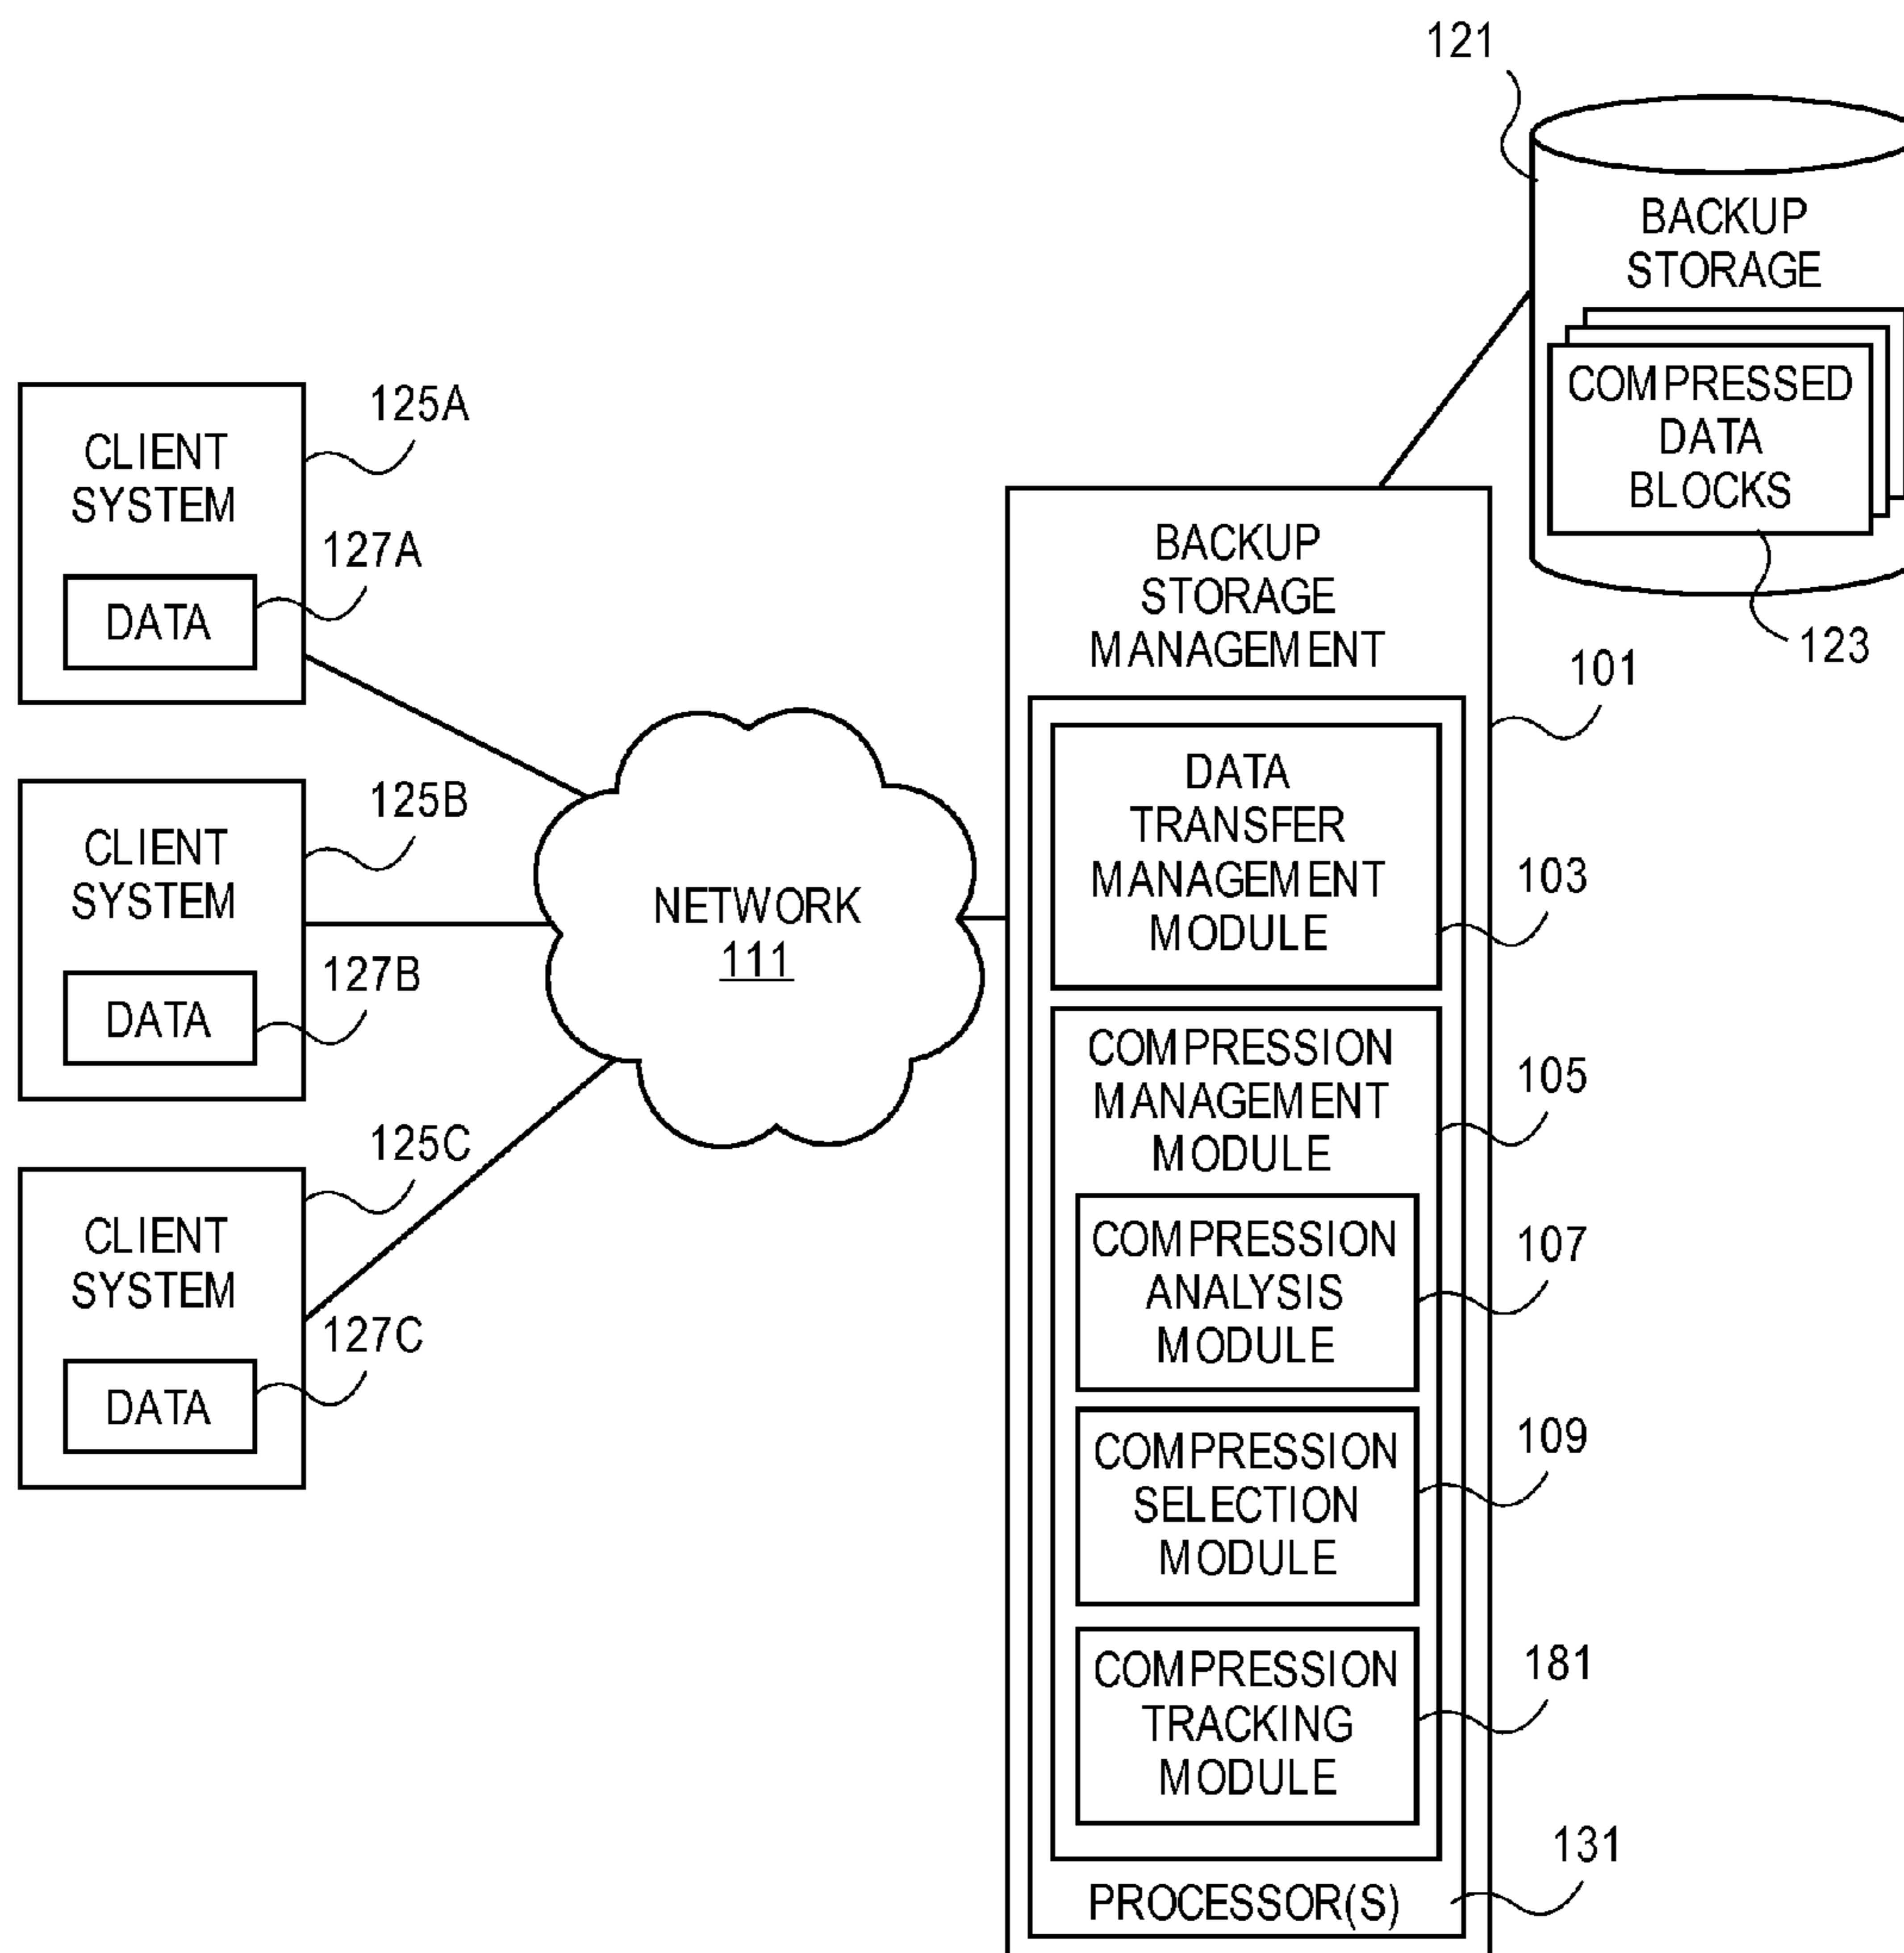 121
BACKUP
STORAGE
COMPRESSED
DATA
BLOCKS
123
125A
CLIENT
SYSTEM
127A
DATA
125B
CLIENT
SYSTEM
127B
DATA
125C
CLIENT
SYSTEM
127C
DATA
NETWORK
111
BACKUP
STORAGE
MANAGEMENT
101
DATA
TRANSFER
MANAGEMENT
MODULE
103
COMPRESSION
MANAGEMENT
MODULE
105
COMPRESSION
ANALYSIS
MODULE
107
COMPRESSION
SELECTION
MODULE
109
COMPRESSION
TRACKING
MODULE
181
PROCESSOR(S)
131